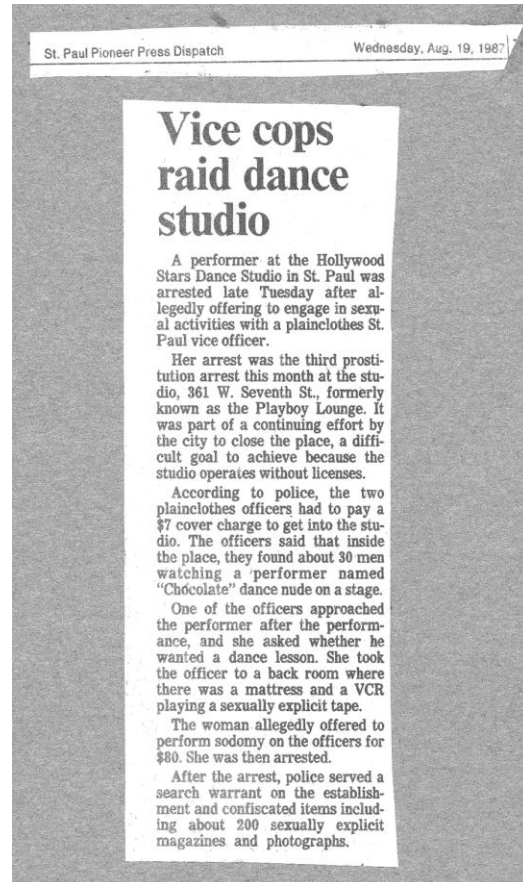 St. Paul Pioneer Press Dispatch Wednesday, Aug. 19, 1987
Vice cops
raid dance
studio
A performer at the Hollywood
Stars Dance Studio in St. Paul was
arrested late Tuesday after al-
legedly offering to engage in sexu-
al activities with a plainclothes St.
Paul vice officer.
Her arrest was the third prosti-
tution arrest this month at the stu-
dio, 361 W. Seventh St., formerly
known as the Playboy Lounge. It
was part of a continuing effort by
the city to close the place, a diffi-
cult goal to achieve because the
studio operates without licenses.
According to police, the two
plainclothes officers had to pay a
$7 cover charge to get into the stu-
dio. The officers said that inside
the place, they found about 30 men
watching a performer named
"Chocolate" dance nude on a stage.
One of the officers approached
the performer after the perform-
ance, and she asked whether he
wanted a dance lesson. She took
the officer to a back room where
there was a mattress and a VCR
playing a sexually explicit tape.
The woman allegedly offered to
perform sodomy on the officers for
$80. She was then arrested.
After the arrest, police served a
search warrant on the establish-
ment and confiscated items includ-
ing about 200 sexually explicit
magazines and photographs.